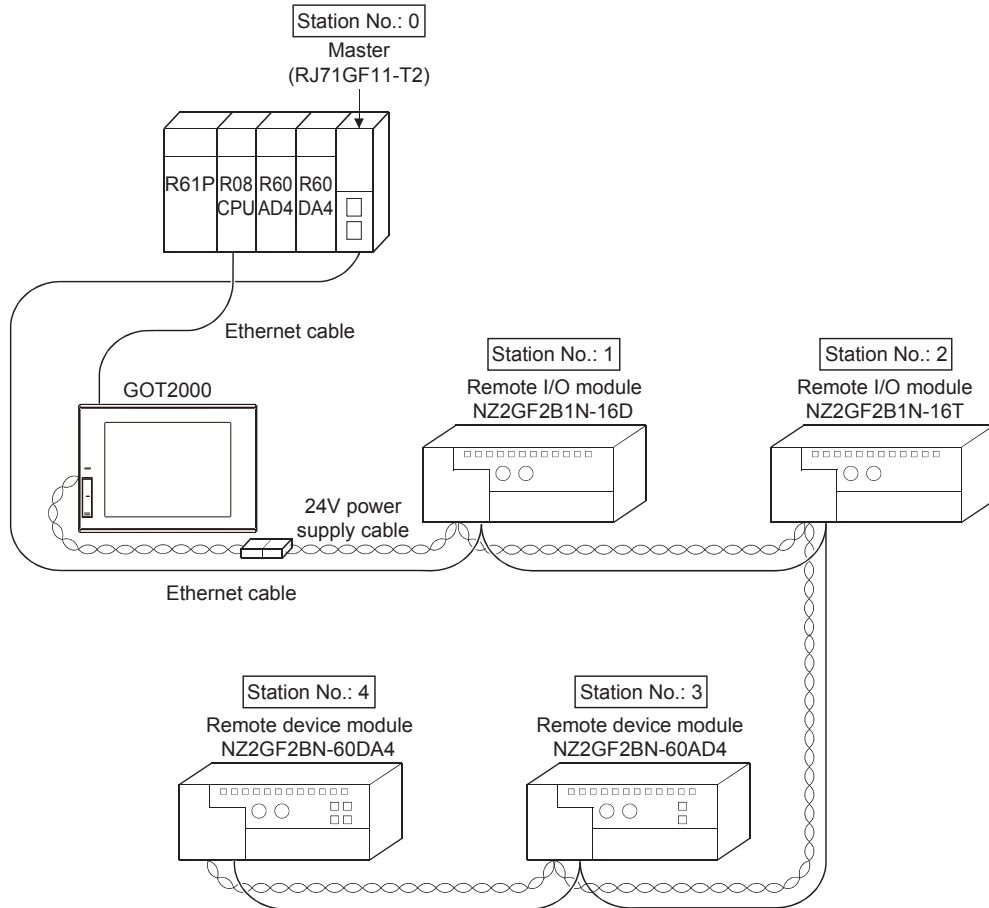 Station No.: 0
Master
(RJ71GF11-T2)
R61P
R08
CPU
R60
AD4
R60
DA4
Ethernet cable
GOT2000
24V power
supply cable
Ethernet cable
Station No.: 1
Remote I/O module
NZ2GF2B1N-16D
Station No.: 2
Remote I/O module
NZ2GF2B1N-16T
Station No.: 4
Remote device module
NZ2GF2BN-60DA4
Station No.: 3
Remote device module
NZ2GF2BN-60AD4